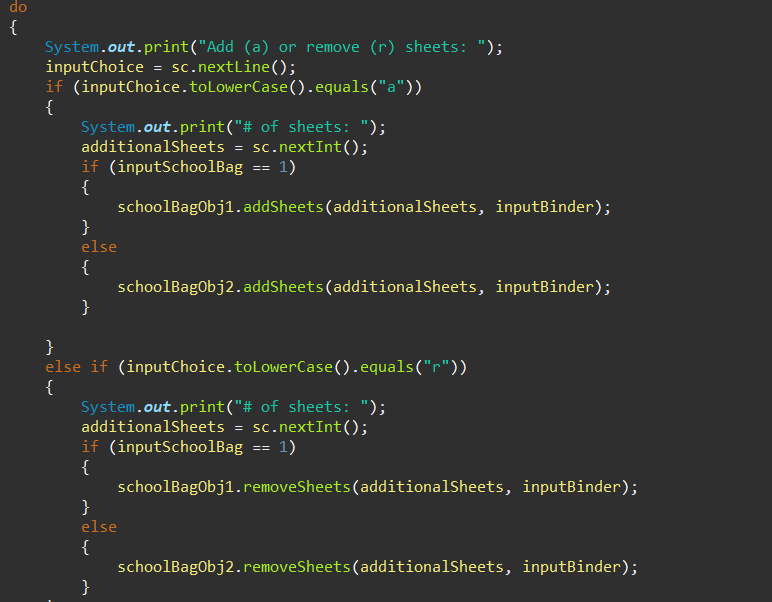 do
{
    System.out.print("Add (a) or remove (r) sheets: ");
    inputChoice = sc.nextLine();
    if (inputChoice.toLowerCase().equals("a"))
    {
        System.out.print("# of sheets: ");
        additionalSheets = sc.nextInt();
        if (inputSchoolBag == 1)
        {
            schoolBagObj1.addSheets(additionalSheets, inputBinder);
        }
        else
        {
            schoolBagObj2.addSheets(additionalSheets, inputBinder);
        }

    }
    else if (inputChoice.toLowerCase().equals("r"))
    {
        System.out.print("# of sheets: ");
        additionalSheets = sc.nextInt();
        if (inputSchoolBag == 1)
        {
            schoolBagObj1.removeSheets(additionalSheets, inputBinder);
        }
        else
        {
            schoolBagObj2.removeSheets(additionalSheets, inputBinder);
        }